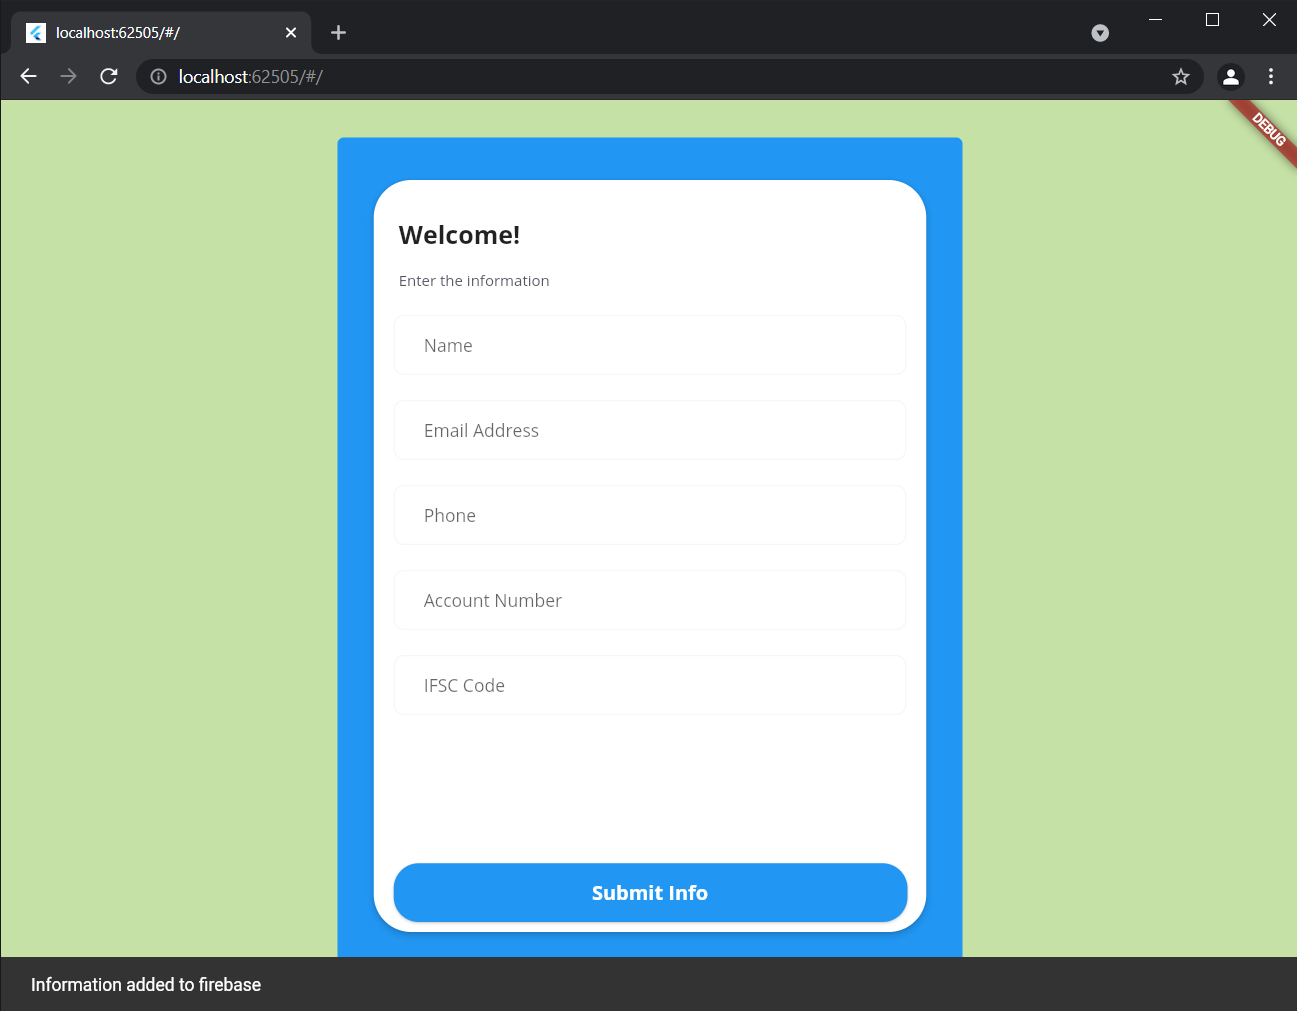 localhost:62505/#/
localhost:62505/#/
DEBUG
Welcome!
Enter the information
Name
Email Address
Phone
Account Number
IFSC Code
Submit Info
Information added to firebase